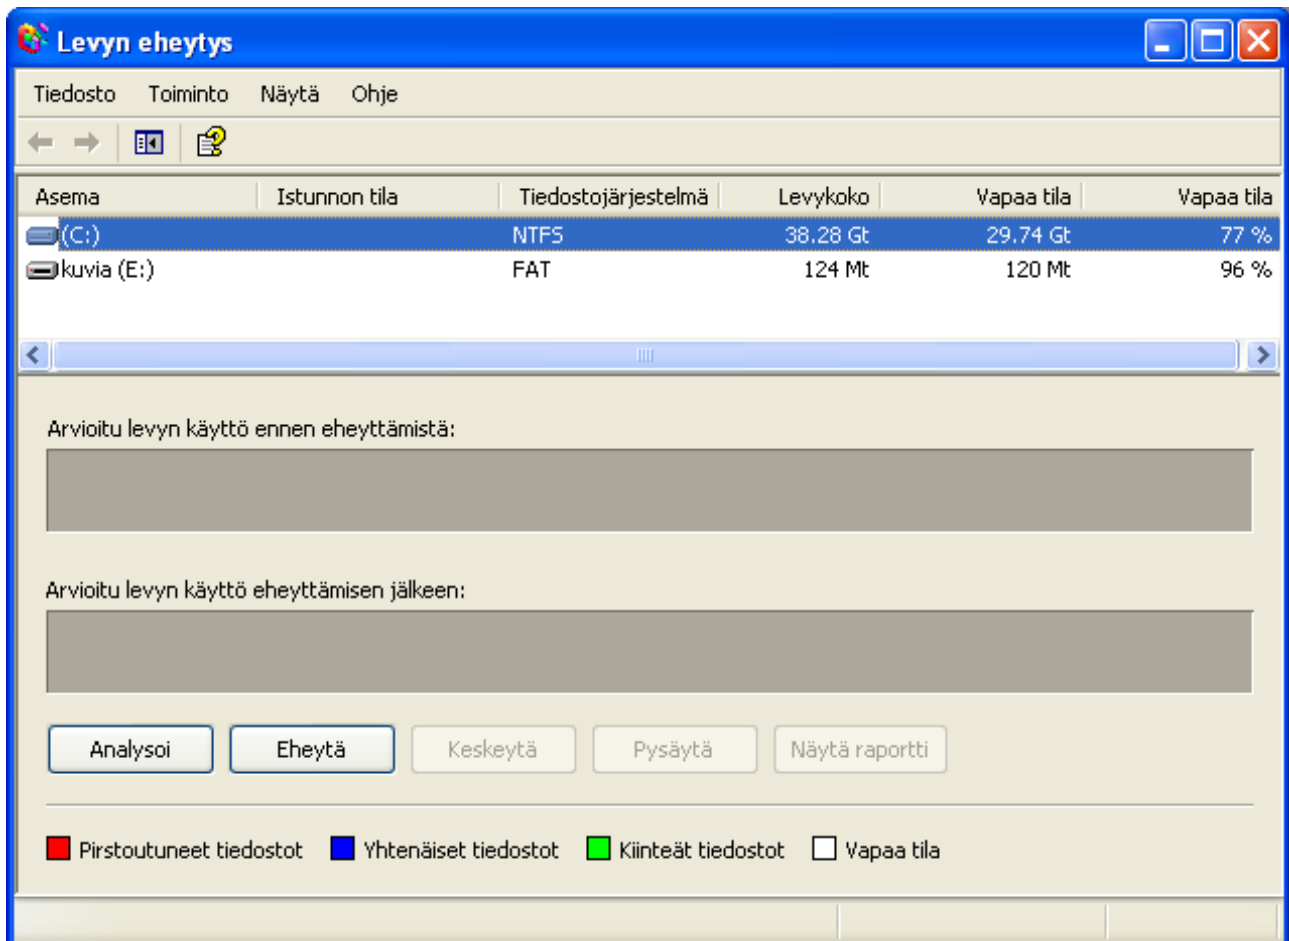 Levyn eheytys
Tiedosto Toiminto Näytä Ohje
Asema Istunnon tila Tiedostojärjestelmä Levykoko Vapaa tila Vapaa tila
(C:) NTFS 38.28 Gt 29.74 Gt 77 %
kuvia (E:) FAT 124 Mt 120 Mt 96 %
Arvioitu levyn käyttö ennen eheyttämistä:
Arvioitu levyn käyttö eheyttämisen jälkeen:
Analysoi Eheytä Keskeytä Pysäytä Näytä raportti
Pirstoutuneet tiedostot Yhtenäiset tiedostot Kiinteät tiedostot Vapaa tila